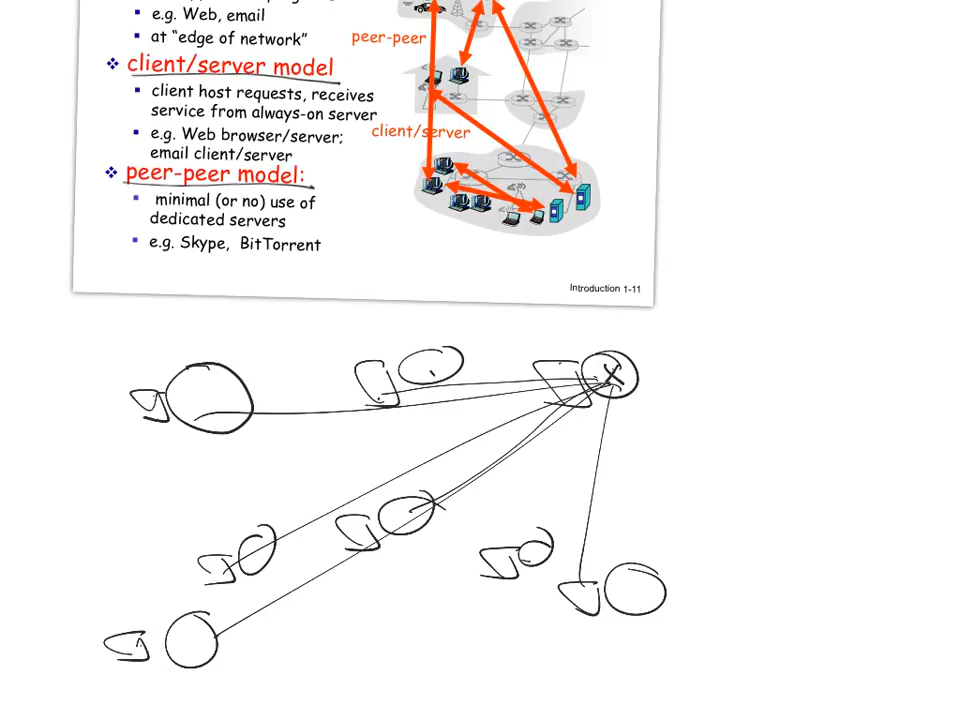 e.g. Web, email
at “edge of network”
peer-peer
client/server model
client host requests, receives
service from always-on server
client/server
e.g. Web browser/server;
email client/server
peer-peer model:
minimal (or no) use of
dedicated servers
e.g. Skype, BitTorrent
Introduction 1-11